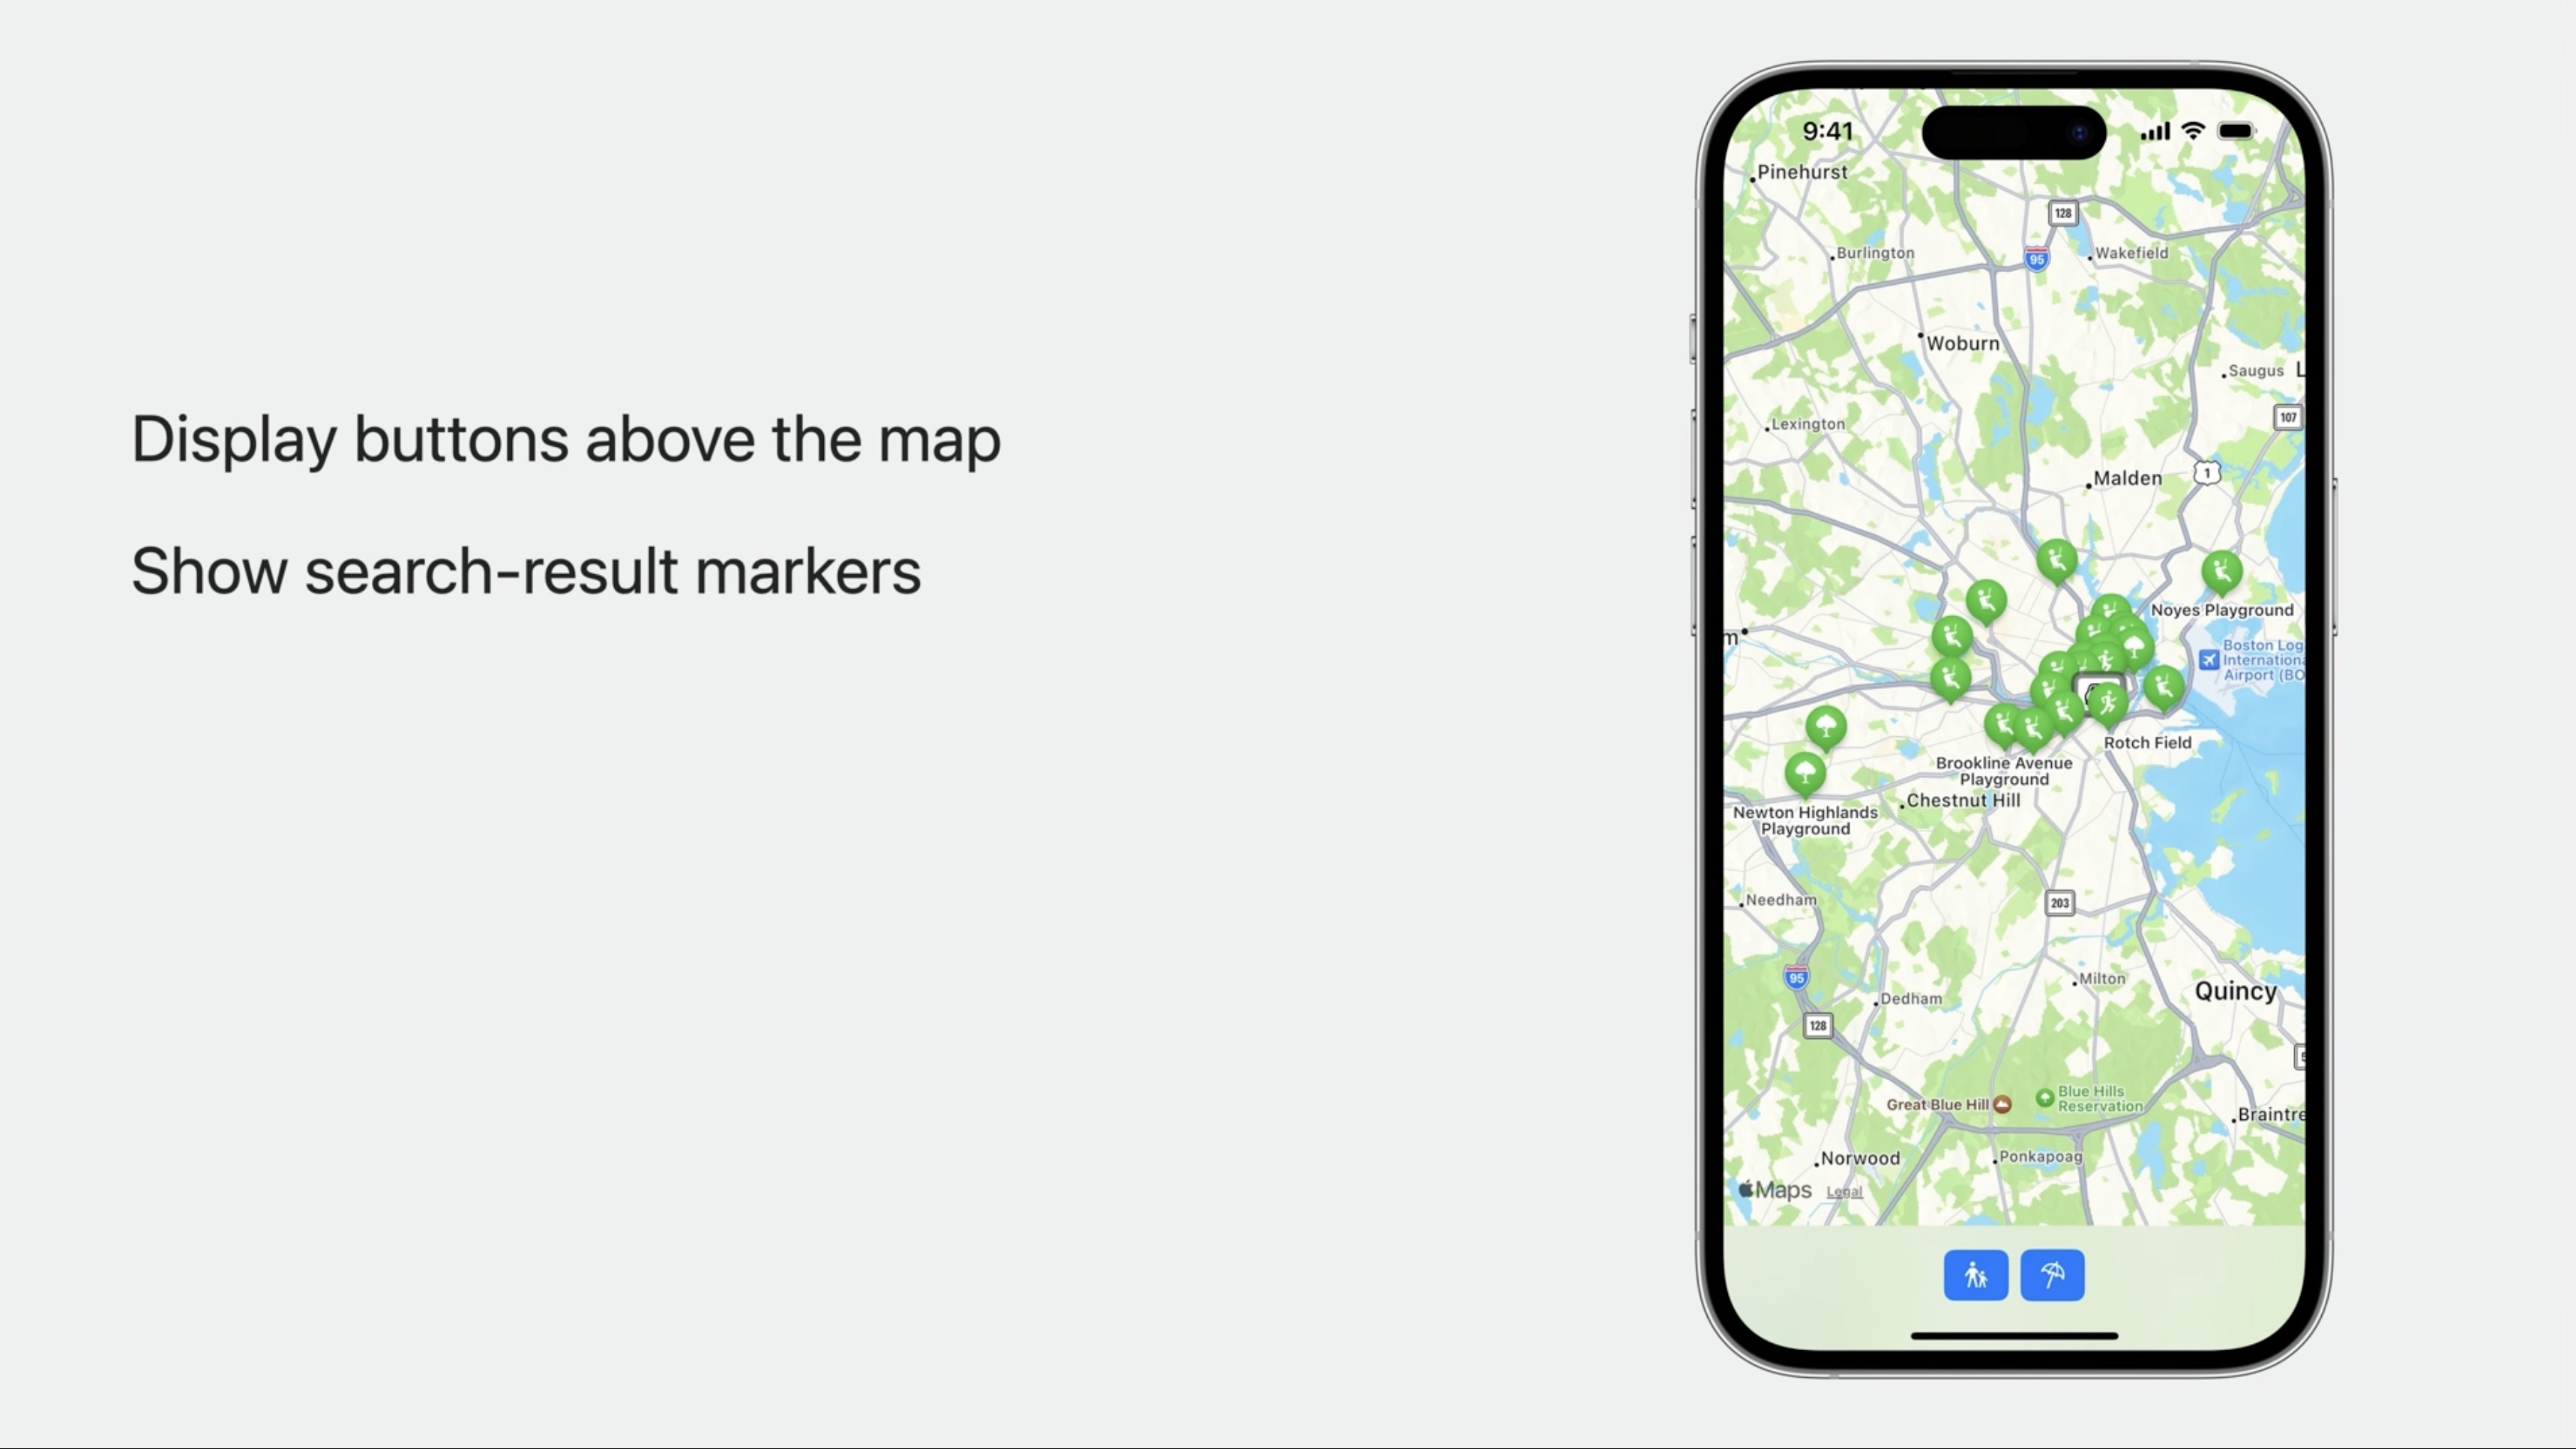 Display buttons above the map
Show search-result markers
9:41
Pinehurst
128
Burlington
95
Wakefield
Woburn
Saugus
L
107
Lexington
Malden
1
Noyes Playground
m
Boston Log
Internationa
Airport (BO
Rotch Field
Brookline Avenue
Playground
Chestnut Hill
Newton Highlands
Playground
Needham
203
95
Milton
Quincy
Dedham
128
5
Blue Hills
Reservation
Great Blue Hill
Braintre
Norwood
Ponkapoag
Maps
Legal